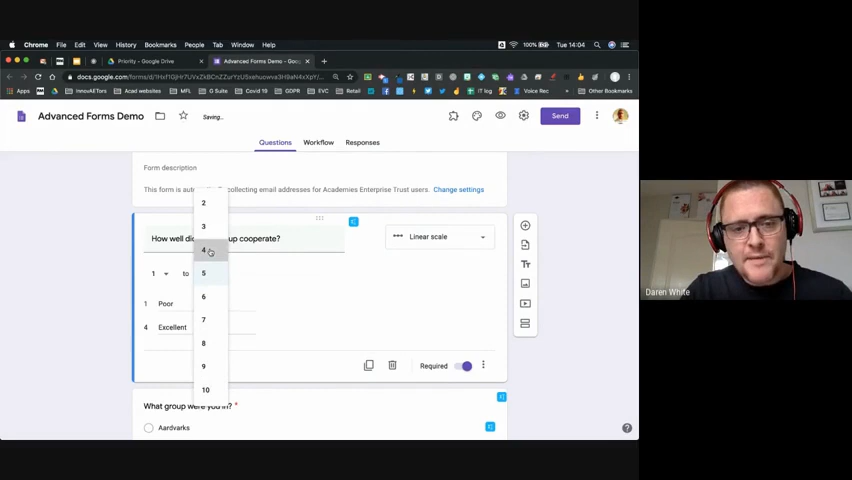 Chrome File Edit View History Bookmarks People Tab Window Help 100% Tue 14:04
Priority - Google Drive Advanced Forms Demo - Goo
Apps InnovAETors Acad websites MFL G Suite Covid 19 GDPR EVC Retail IT log Voice Rec Other Bookmarks
Advanced Forms Demo Saving... Send
Questions Workflow Responses
Form description
This form is collecting email addresses for Academies Enterprise Trust users. Change settings
2
3
How well cooperate? Linear scale
4
1 to 5
6
1 Poor
7
4 Excellent
8
9 Required
10
What group were you in? *
Aardvarks
Daren White